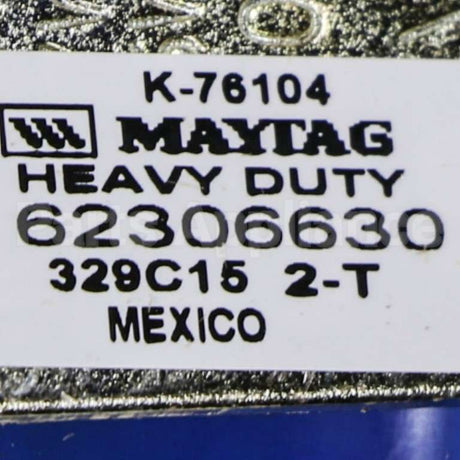 K-76104
MAYTAG
HEAVY DUTY
62306630
329C15 2-T
MEXICO